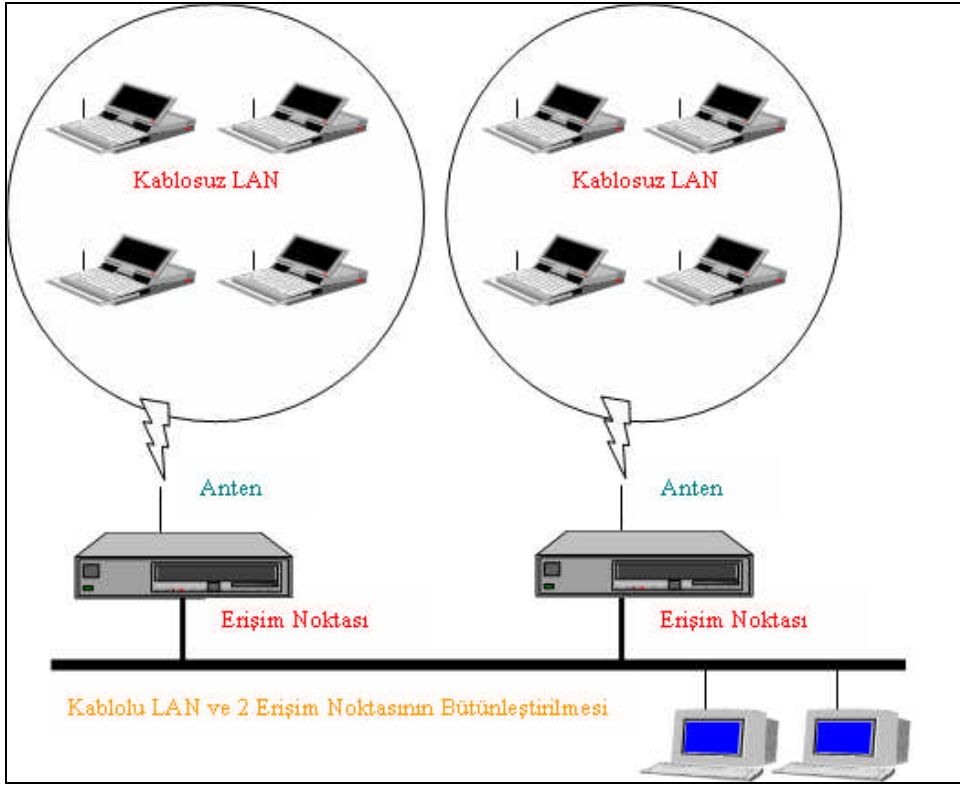 Kablosuz LAN
Kablosuz LAN
Anten
Anten
Erişim Noktası
Erişim Noktası
Kablolu LAN ve 2 Erişim Noktasının Bütünleştirilmesi